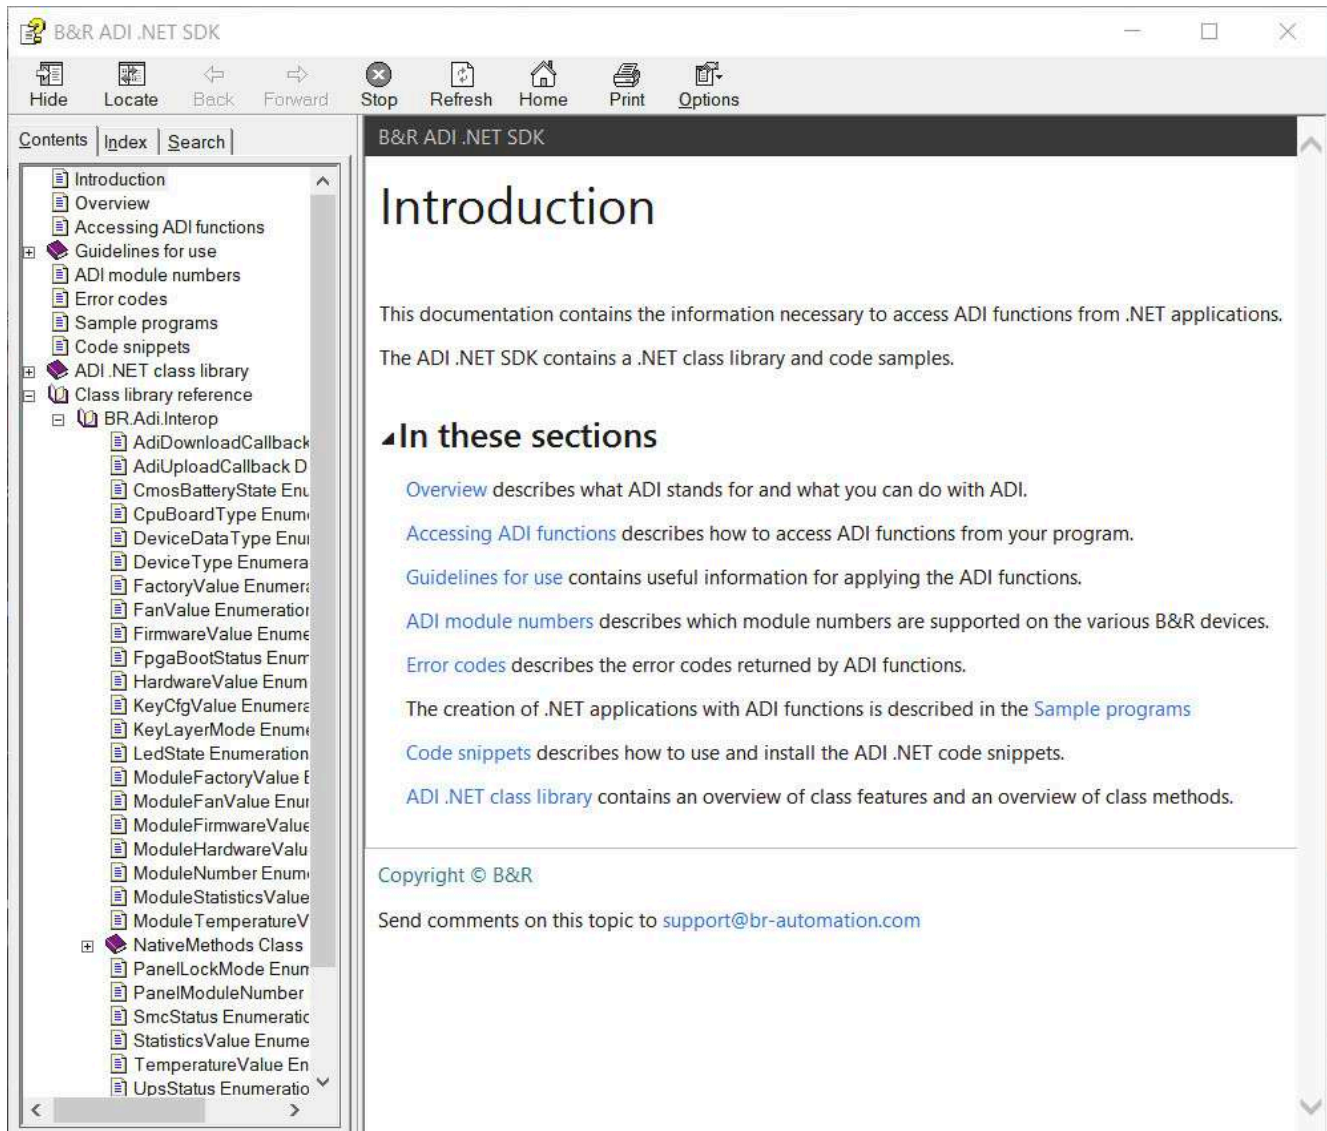 B&R ADI .NET SDK
Hide Locate Back Forward Stop Refresh Home Print Options
Contents Index Search
Introduction
Overview
Accessing ADI functions
Guidelines for use
ADI module numbers
Error codes
Sample programs
Code snippets
ADI .NET class library
Class library reference
BR.Adi.Interop
AdiDownloadCallback
AdiUploadCallback D
CmosBatteryState Enu
CpuBoardType Enum
DeviceDataType Enu
DeviceType Enumera
FactoryValue Enumera
FanValue Enumeration
FirmwareValue Enume
FpgaBootStatus Enum
HardwareValue Enum
KeyCfgValue Enumera
KeyLayerMode Enume
LedState Enumeration
ModuleFactoryValue E
ModuleFanValue Enu
ModuleFirmwareValue
ModuleHardwareValu
ModuleNumber Enum
ModuleStatisticsValue
ModuleTemperatureV
NativeMethods Class
PanelLockMode Enum
PanelModuleNumber
SmcStatus Enumeratio
StatisticsValue Enume
TemperatureValue En
UpsStatus Enumeratio
B&R ADI .NET SDK
Introduction
This documentation contains the information necessary to access ADI functions from .NET applications.
The ADI .NET SDK contains a .NET class library and code samples.
In these sections
Overview describes what ADI stands for and what you can do with ADI.
Accessing ADI functions describes how to access ADI functions from your program.
Guidelines for use contains useful information for applying the ADI functions.
ADI module numbers describes which module numbers are supported on the various B&R devices.
Error codes describes the error codes returned by ADI functions.
The creation of .NET applications with ADI functions is described in the Sample programs
Code snippets describes how to use and install the ADI .NET code snippets.
ADI .NET class library contains an overview of class features and an overview of class methods.
Copyright © B&R
Send comments on this topic to support@br-automation.com